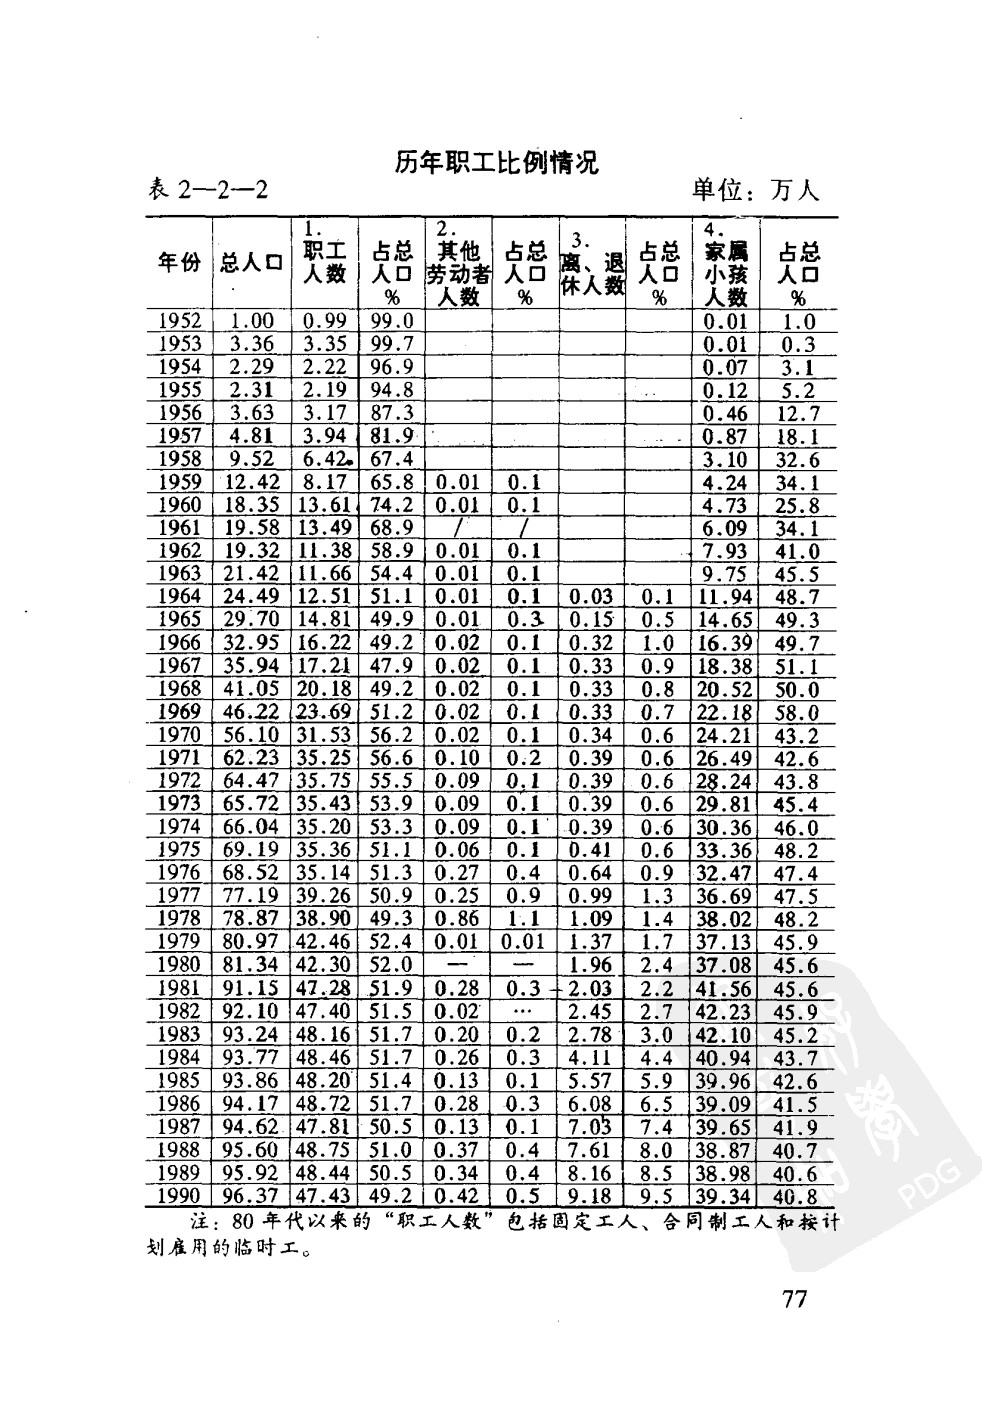 历年职工比例情况
表 2—2—2 单位：万人
年份 总人口 1.职工人数 占总人口% 2.其他劳动者人数 占总人口% 3.离、退休人数 占总人口% 4.家属小孩人数 占总人口%
1952 1.00 0.99 99.0 0.01 1.0
1953 3.36 3.35 99.7 0.01 0.3
1954 2.29 2.22 96.9 0.07 3.1
1955 2.31 2.19 94.8 0.12 5.2
1956 3.63 3.17 87.3 0.46 12.7
1957 4.81 3.94 81.9 0.87 18.1
1958 9.52 6.42 67.4 3.10 32.6
1959 12.42 8.17 65.8 0.01 0.1 4.24 34.1
1960 18.35 13.61 74.2 0.01 0.1 4.73 25.8
1961 19.58 13.49 68.9 / / 6.09 34.1
1962 19.32 11.38 58.9 0.01 0.1 7.93 41.0
1963 21.42 11.66 54.4 0.01 0.1 9.75 45.5
1964 24.49 12.51 51.1 0.01 0.1 0.03 0.1 11.94 48.7
1965 29.70 14.81 49.9 0.01 0.3 0.15 0.5 14.65 49.3
1966 32.95 16.22 49.2 0.02 0.1 0.32 1.0 16.39 49.7
1967 35.94 17.21 47.9 0.02 0.1 0.33 0.9 18.38 51.1
1968 41.05 20.18 49.2 0.02 0.1 0.33 0.8 20.52 50.0
1969 46.22 23.69 51.2 0.02 0.1 0.33 0.7 22.18 58.0
1970 56.10 31.53 56.2 0.02 0.1 0.34 0.6 24.21 43.2
1971 62.23 35.25 56.6 0.10 0.2 0.39 0.6 26.49 42.6
1972 64.47 35.75 55.5 0.09 0.1 0.39 0.6 28.24 43.8
1973 65.72 35.43 53.9 0.09 0.1 0.39 0.6 29.81 45.4
1974 66.04 35.20 53.3 0.09 0.1 0.39 0.6 30.36 46.0
1975 69.19 35.36 51.1 0.06 0.1 0.41 0.6 33.36 48.2
1976 68.52 35.14 51.3 0.27 0.4 0.64 0.9 32.47 47.4
1977 77.19 39.26 50.9 0.25 0.9 0.99 1.3 36.69 47.5
1978 78.87 38.90 49.3 0.86 1.1 1.09 1.4 38.02 48.2
1979 80.97 42.46 52.4 0.01 0.01 1.37 1.7 37.13 45.9
1980 81.34 42.30 52.0 — — 1.96 2.4 37.08 45.6
1981 91.15 47.28 51.9 0.28 0.3 2.03 2.2 41.56 45.6
1982 92.10 47.40 51.5 0.02 … 2.45 2.7 42.23 45.9
1983 93.24 48.16 51.7 0.20 0.2 2.78 3.0 42.10 45.2
1984 93.77 48.46 51.7 0.26 0.3 4.11 4.4 40.94 43.7
1985 93.86 48.20 51.4 0.13 0.1 5.57 5.9 39.96 42.6
1986 94.17 48.72 51.7 0.28 0.3 6.08 6.5 39.09 41.5
1987 94.62 47.81 50.5 0.13 0.1 7.03 7.4 39.65 41.9
1988 95.60 48.75 51.0 0.37 0.4 7.61 8.0 38.87 40.7
1989 95.92 48.44 50.5 0.34 0.4 8.16 8.5 38.98 40.6
1990 96.37 47.43 49.2 0.42 0.5 9.18 9.5 39.34 40.8
注：80 年代以来的“职工人数”包括固定工人、合同制工人和按计
划雇用的临时工。
PDG
77